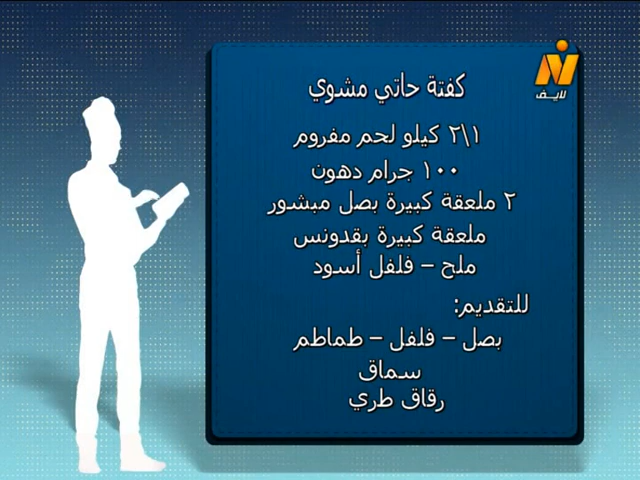 لايف
كفتة حاتي مشوي
١\٢ كيلو لحم مفروم
١٠٠ جرام دهون
٢ ملعقة كبيرة بصل مبشور
ملعقة كبيرة بقدونس
ملح – فلفل أسود
للتقديم:
بصل – فلفل – طماطم
سماق
رقاق طري